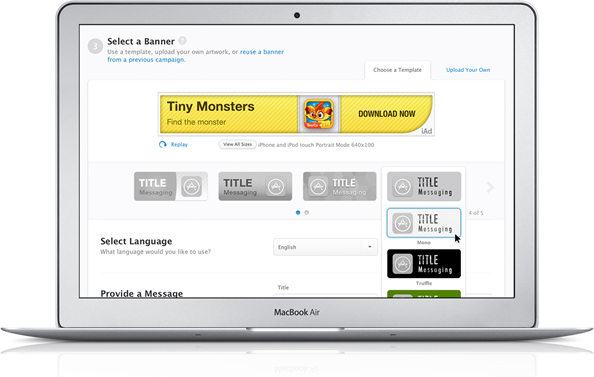 3 Select a Banner ?
Use a template, upload your own artwork, or reuse a banner
from a previous campaign.
Choose a Template
Upload Your Own
Tiny Monsters
Find the monster
DOWNLOAD NOW
iAd
Replay
View All Sizes
iPhone and iPod touch Portrait Mode 640x100
TITLE
Messaging
TITLE
Messaging
TITLE
Messaging
TITLE
Messaging
TITLE
Messaging
4 of 5
Mono
Select Language
What language would you like to use?
English
TITLE
Messaging
Truffle
Provide a Message
Title
MacBook Air